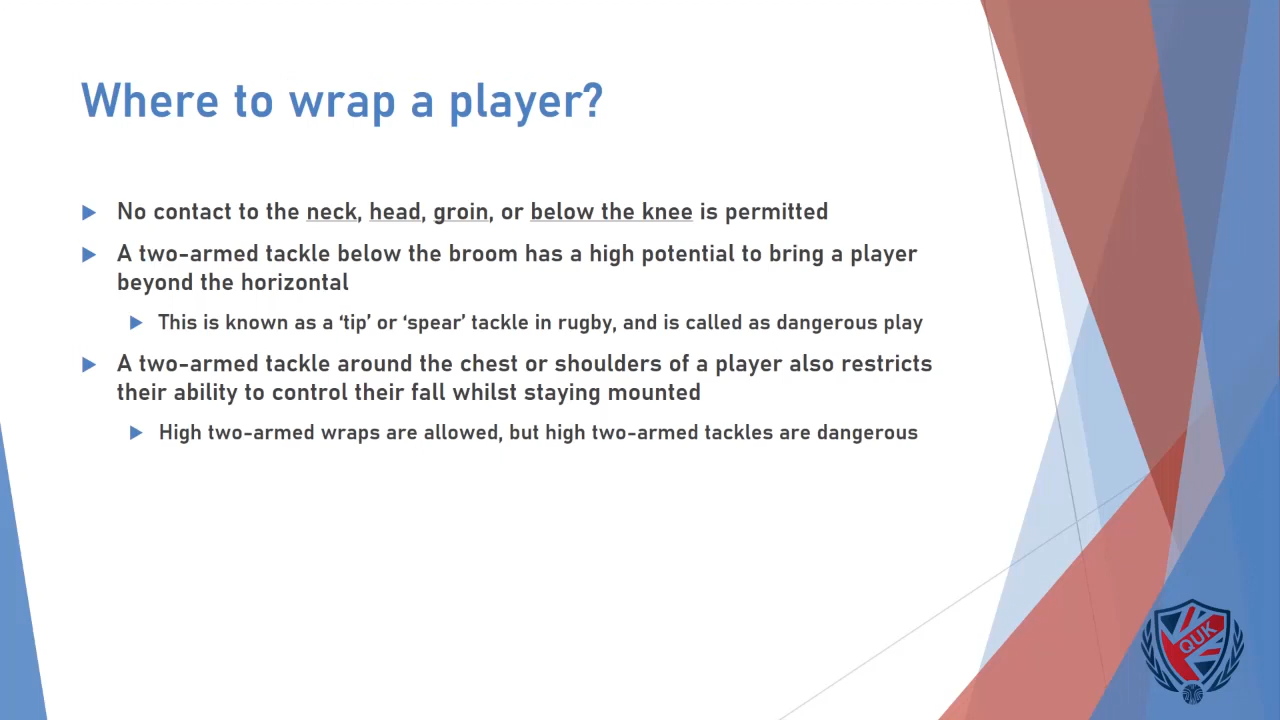 Where to wrap a player?
No contact to the neck, head, groin, or below the knee is permitted
A two-armed tackle below the broom has a high potential to bring a player
beyond the horizontal
This is known as a ‘tip’ or ‘spear’ tackle in rugby, and is called as dangerous play
A two-armed tackle around the chest or shoulders of a player also restricts
their ability to control their fall whilst staying mounted
High two-armed wraps are allowed, but high two-armed tackles are dangerous
QUK